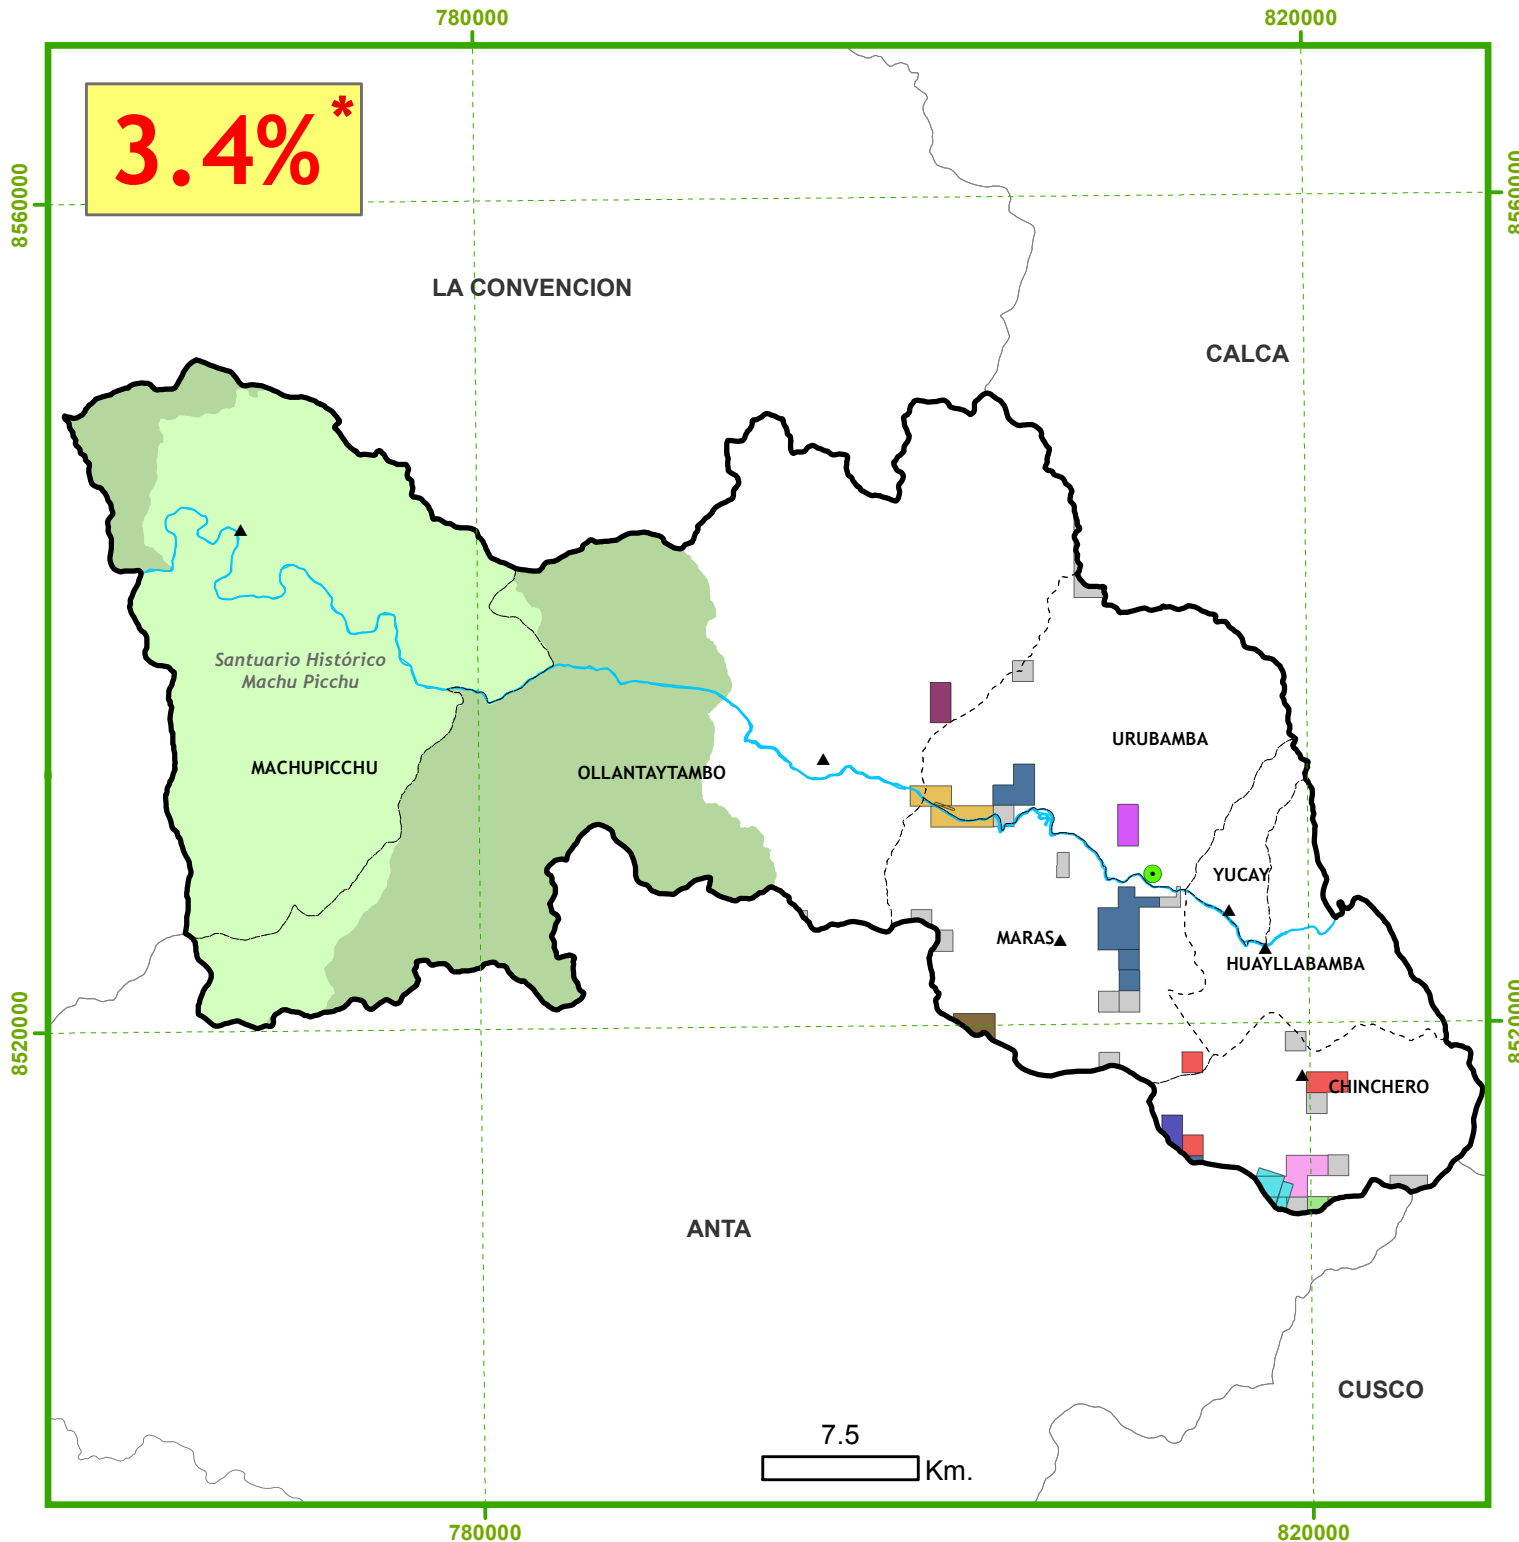 780000
820000
3.4%*
8560000
8560000
LA CONVENCION
CALCA
Santuario Histórico
Machu Picchu
URUBAMBA
MACHUPICCHU
OLLANTAYTAMBO
YUCAY
MARAS
HUAYLLABAMBA
8520000
8520000
CHINCHERO
ANTA
CUSCO
7.5
Km.
780000
820000